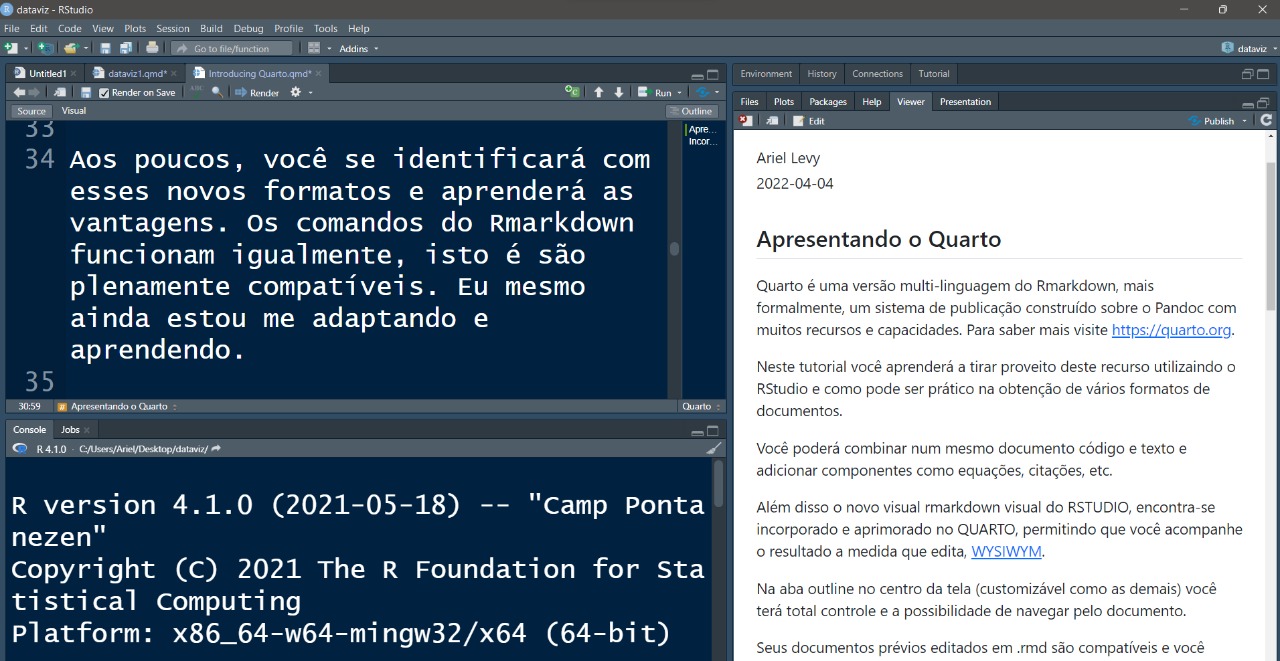 dataviz - RStudio
File Edit Code View Plots Session Build Debug Profile Tools Help
Go to file/function Addins dataviz
Untitled1 dataviz1.qmd* Introducing Quarto.qmd*
Render on Save ABC Render Run
Source Visual Outline
33
34 Aos poucos, você se identificará com
esses novos formatos e aprenderá as
vantagens. Os comandos do Rmarkdown
funcionam igualmente, isto é são
plenamente compatíveis. Eu mesmo
ainda estou me adaptando e
aprendendo.
35
Apre...
Incor...
30:59 Apresentando o Quarto Quarto
Console Jobs
R 4.1.0 · C:/Users/Ariel/Desktop/dataviz/
R version 4.1.0 (2021-05-18) -- "Camp Ponta
nezen"
Copyright (C) 2021 The R Foundation for Sta
tistical Computing
Platform: x86_64-w64-mingw32/x64 (64-bit)
Environment History Connections Tutorial
Files Plots Packages Help Viewer Presentation
Edit Publish
Ariel Levy
2022-04-04
Apresentando o Quarto
Quarto é uma versão multi-linguagem do Rmarkdown, mais
formalmente, um sistema de publicação construído sobre o Pandoc com
muitos recursos e capacidades. Para saber mais visite https://quarto.org.
Neste tutorial você aprenderá a tirar proveito deste recurso utilizando o
RStudio e como pode ser prático na obtenção de vários formatos de
documentos.
Você poderá combinar num mesmo documento código e texto e
adicionar componentes como equações, citações, etc.
Além disso o novo visual rmarkdown visual do RSTUDIO, encontra-se
incorporado e aprimorado no QUARTO, permitindo que você acompanhe
o resultado a medida que edita, WYSIWYM.
Na aba outline no centro da tela (customizável como as demais) você
terá total controle e a possibilidade de navegar pelo documento.
Seus documentos prévios editados em .rmd são compatíveis e você